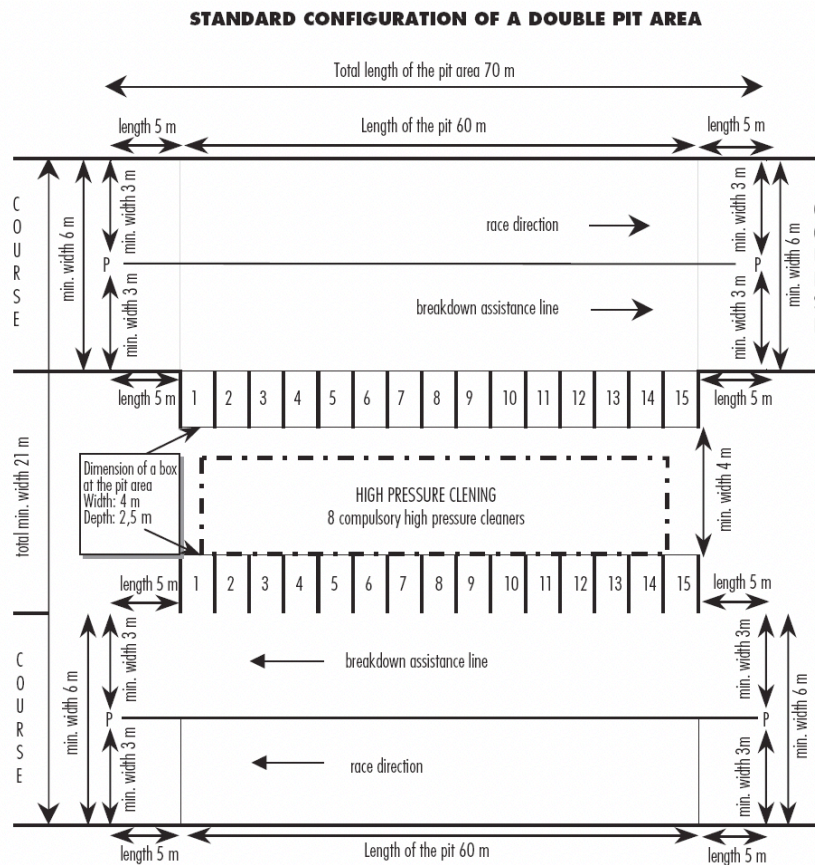 STANDARD CONFIGURATION OF A DOUBLE PIT AREA
Total length of the pit area 70 m
length 5 m
Length of the pit 60 m
length 5 m
COURSE
min. width 6 m
min. width 3 m
P
min. width 3 m
race direction
breakdown assistance line
min. width 3 m
P
min. width 3 m
min. width 6 m
length 5 m
1 2 3 4 5 6 7 8 9 10 11 12 13 14 15
length 5 m
total min. width 21 m
Dimension of a box
at the pit area
Width: 4 m
Depth: 2,5 m
HIGH PRESSURE CLENING
8 compulsory high pressure cleaners
min. width 4 m
length 5 m
1 2 3 4 5 6 7 8 9 10 11 12 13 14 15
length 5 m
COURSE
min. width 6 m
min. width 3 m
P
min. width 3 m
breakdown assistance line
race direction
min. width 3m
P
min. width 3m
min. width 6 m
length 5 m
Length of the pit 60 m
length 5 m